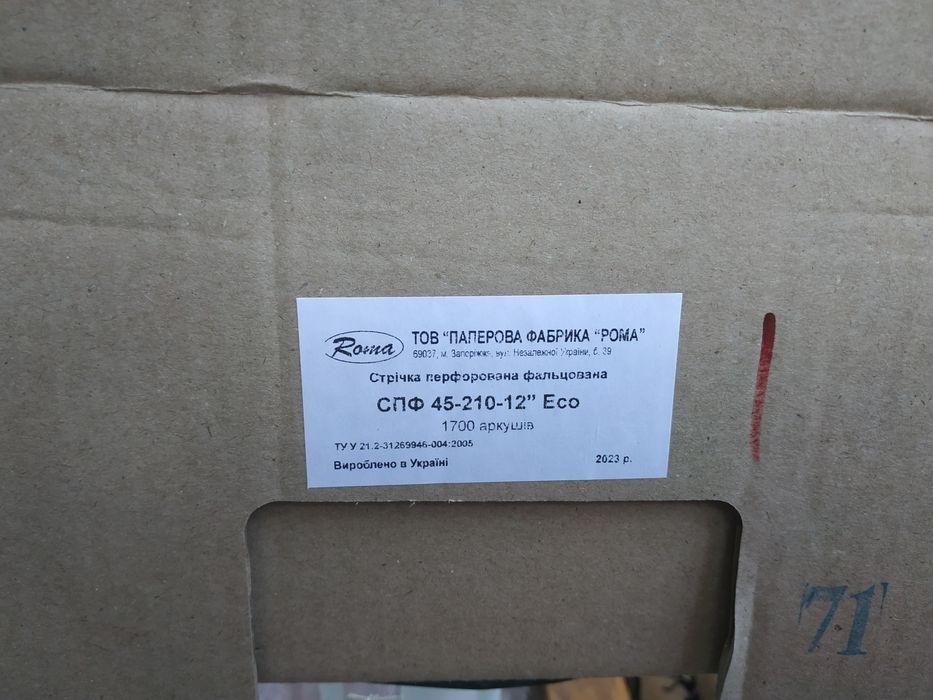 Roma
ТОВ "ПАПЕРОВА ФАБРИКА "РОМА"
69037, м. Запоріжжя, вул. Незалежної України, б. 39
Стрічка перфорована фальцована
СПФ 45-210-12” Eco
1700 аркушів
ТУ У 21.2-31269946-004:2005
Вироблено в Україні 2023 р.
71